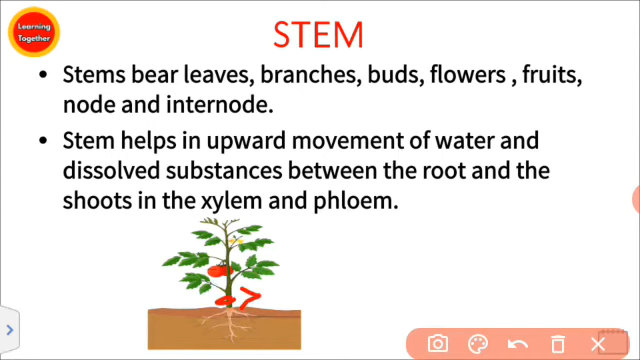 Learning
Together
STEM
• Stems bear leaves, branches, buds, flowers , fruits,
node and internode.
• Stem helps in upward movement of water and
dissolved substances between the root and the
shoots in the xylem and phloem.